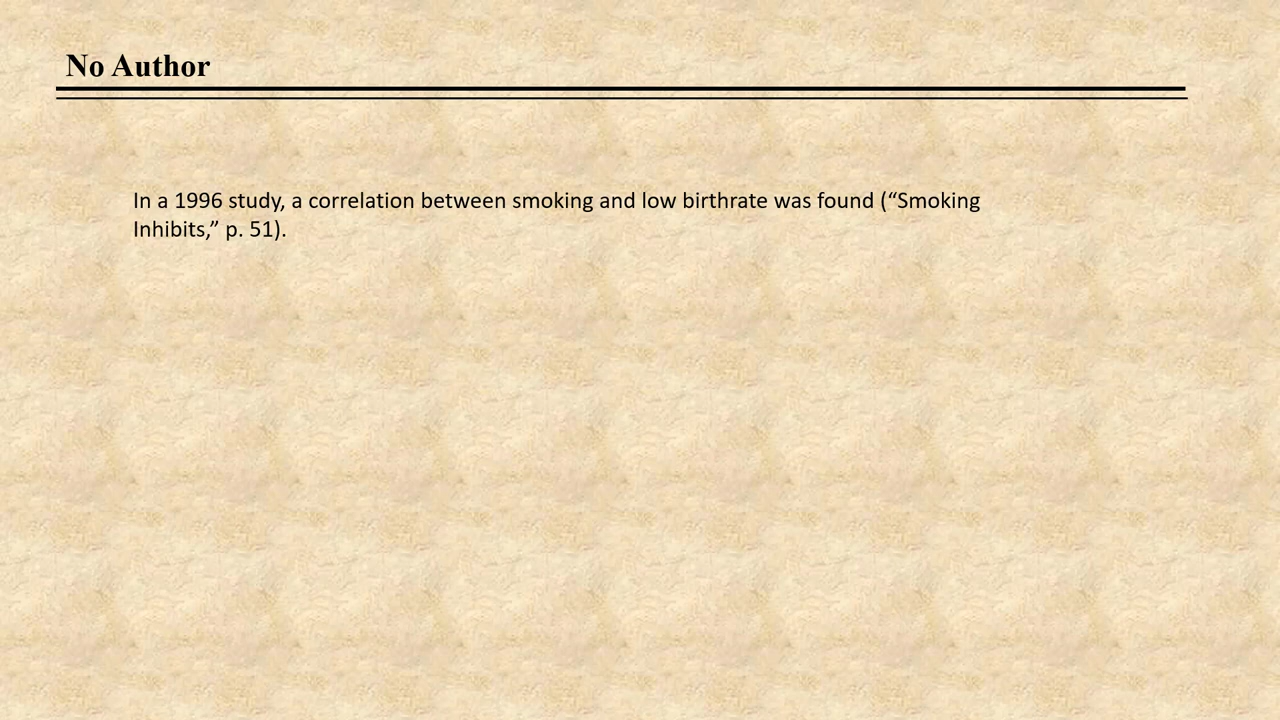 No Author
In a 1996 study, a correlation between smoking and low birthrate was found (“Smoking
Inhibits,” p. 51).